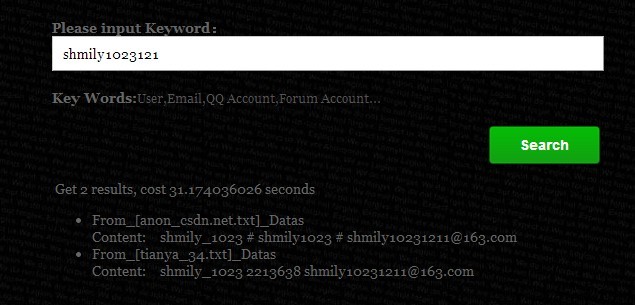 Please input Keyword:
shmily1023121
Key Words:User,Email,QQ Account,Forum Account...
Search
Get 2 results, cost 31.174036026 seconds
From_[anon_csdn.net.txt]_Datas
Content: shmily_1023 # shmily1023 # shmily10231211@163.com
From_[tianya_34.txt]_Datas
Content: shmily_1023 2213638 shmily10231211@163.com